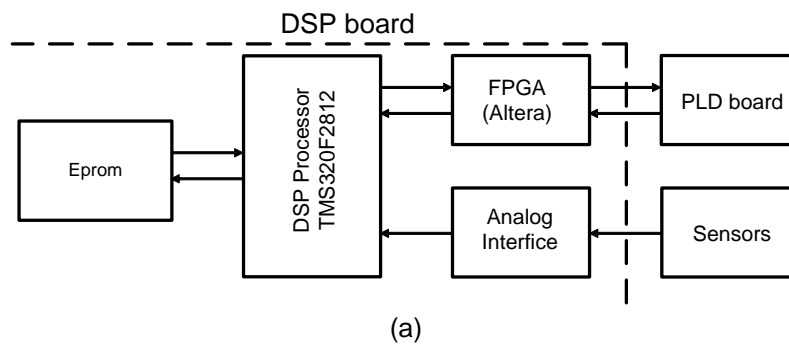 DSP board
Eprom
DSP Processor
TMS320F2812
FPGA
(Altera)
PLD board
Analog
Interfice
Sensors
(a)